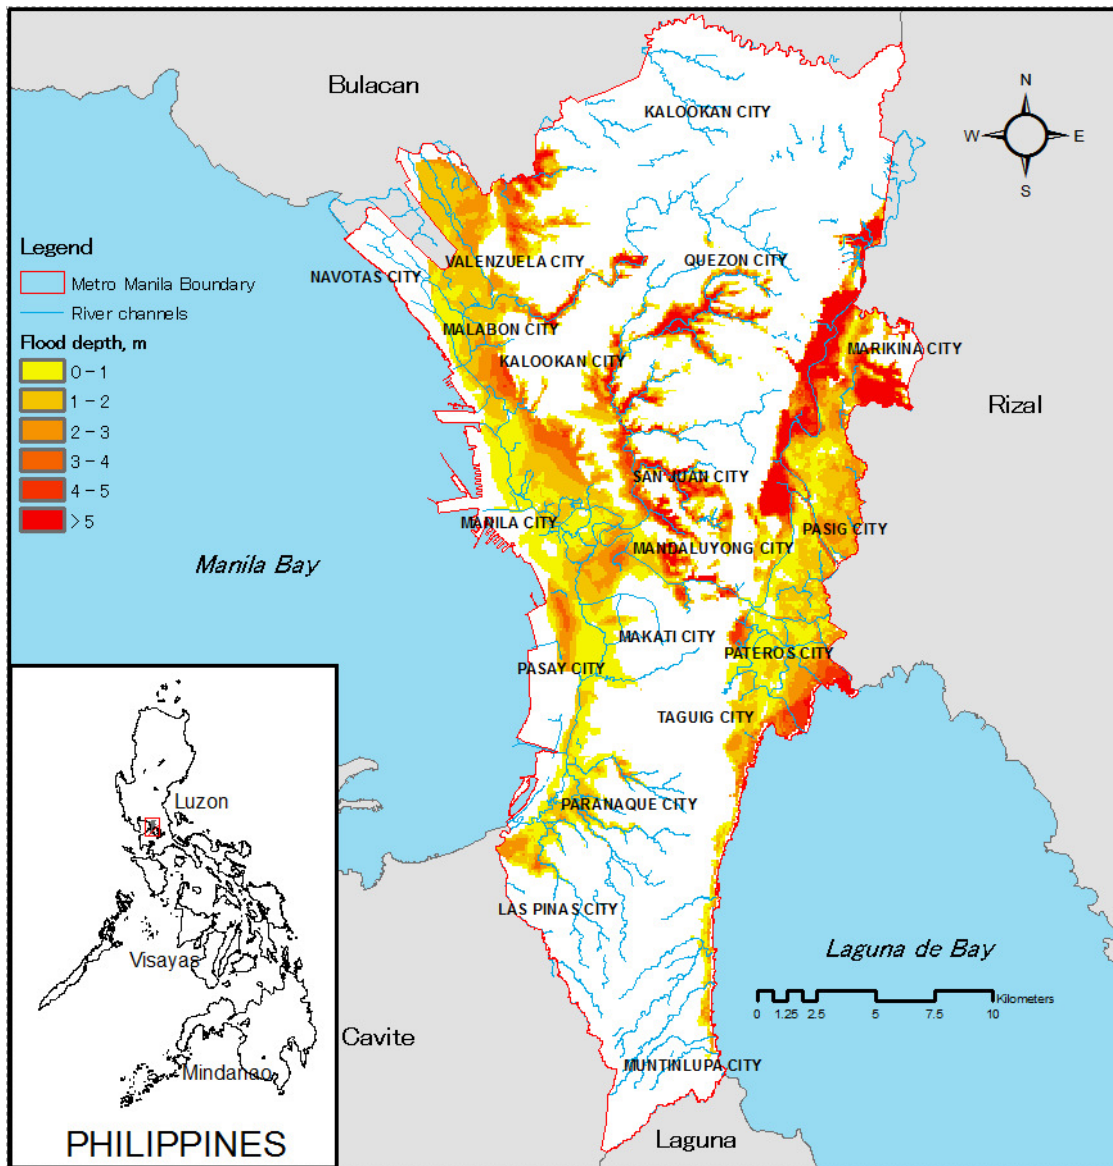 Bulacan
KALOOKAN CITY
N
W
E
S
Legend
Metro Manila Boundary
River channels
Flood depth, m
0 - 1
1 - 2
2 - 3
3 - 4
4 - 5
>5
NAVOTAS CITY
VALENZUELA CITY
QUEZON CITY
MALABON CITY
KALOOKAN CITY
MARIKINA CITY
Rizal
SAN JUAN CITY
MANILA CITY
PASIG CITY
MANDALUYONG CITY
Manila Bay
MAKATI CITY
PASAY CITY
PATEROS CITY
TAGUIG CITY
PARANAQUE CITY
LAS PINAS CITY
Laguna de Bay
Kilometers
0 1.25 2.5 5 7.5 10
Cavite
MUNTINLUPA CITY
Laguna
Luzon
Visayas
Mindanao
PHILIPPINES